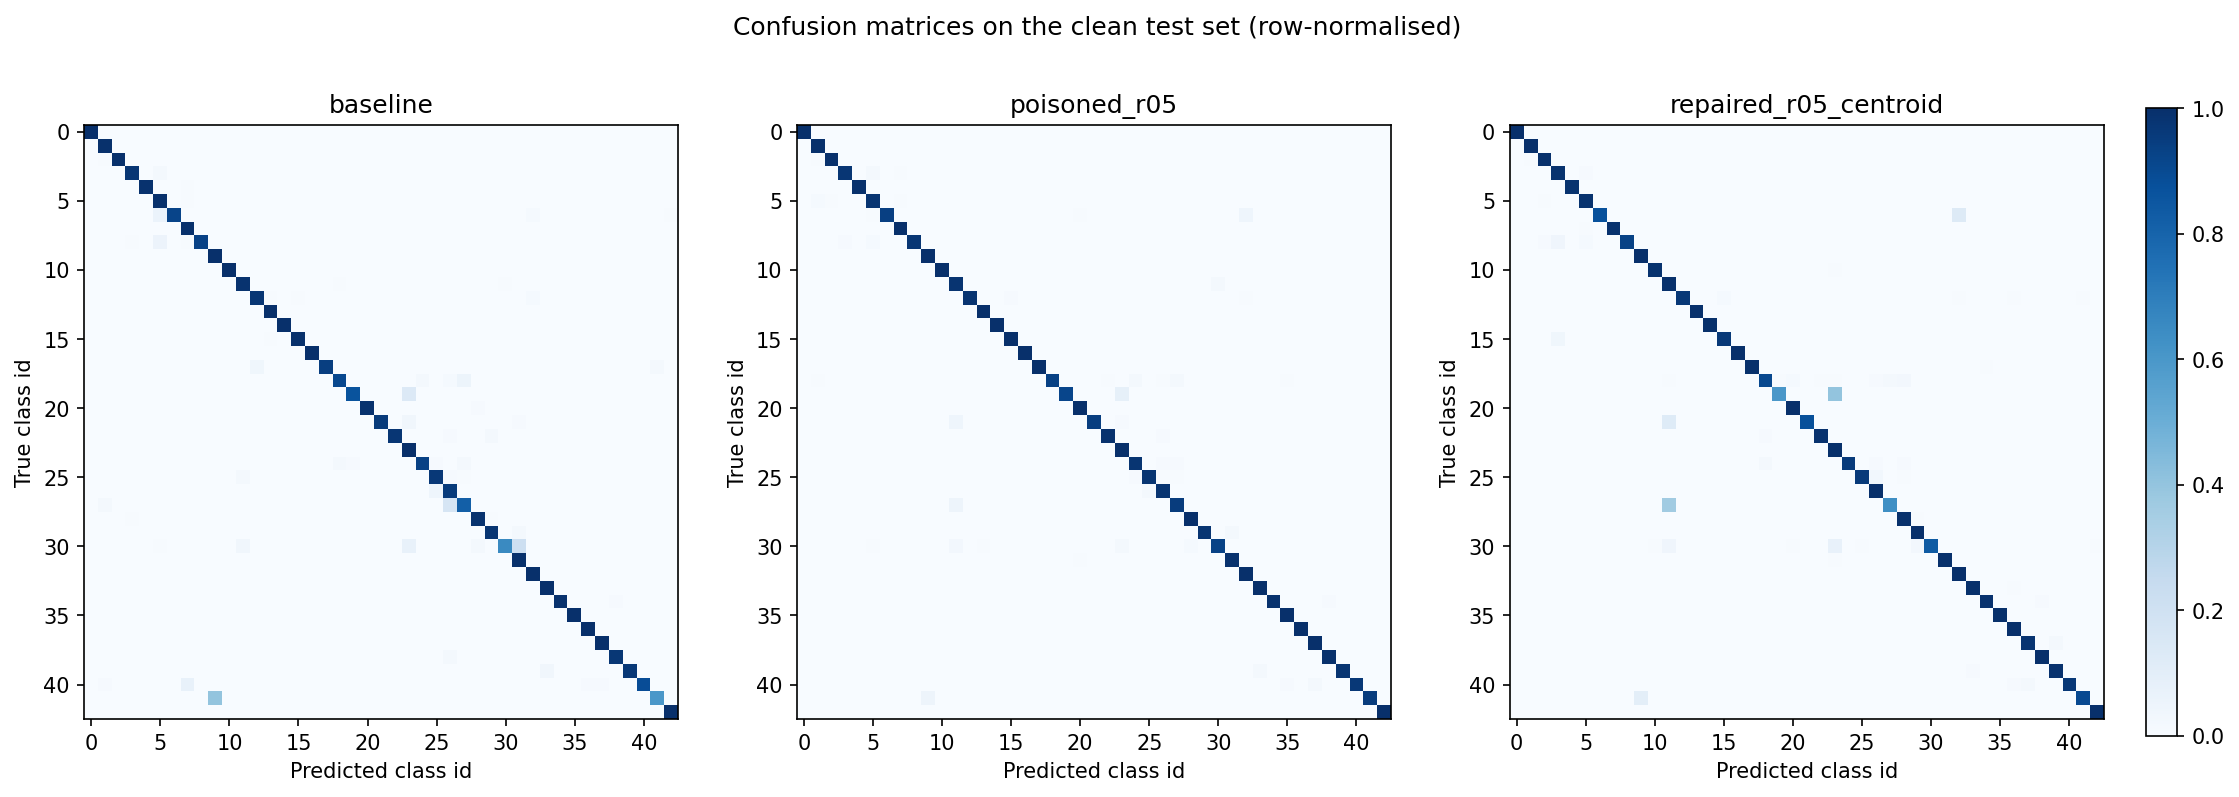 Confusion matrices on the clean test set (row-normalised)
baseline
0
5
10
15
20
25
30
35
40
True class id
0 5 10 15 20 25 30 35 40
Predicted class id
poisoned_r05
0
5
10
15
20
25
30
35
40
True class id
0 5 10 15 20 25 30 35 40
Predicted class id
repaired_r05_centroid
0
5
10
15
20
25
30
35
40
True class id
0 5 10 15 20 25 30 35 40
Predicted class id
1.0
0.8
0.6
0.4
0.2
0.0